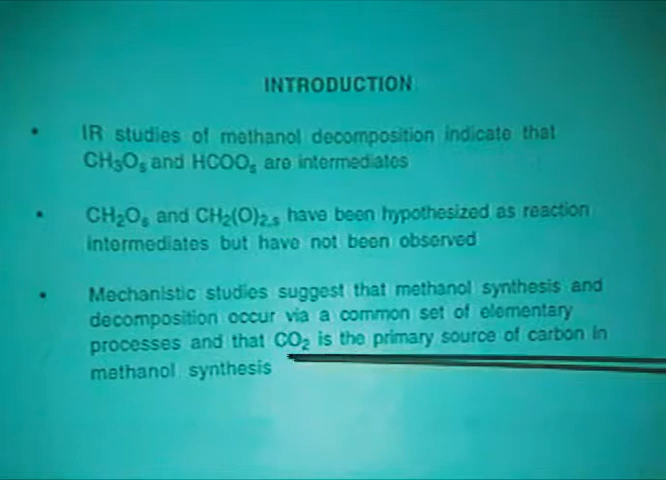 INTRODUCTION
• IR studies of methanol decomposition indicate that
CH₃Oₛ and HCOOₛ are intermediates
• CH₂Oₛ and CH₂(O)₂,ₛ have been hypothesized as reaction
intermediates but have not been observed
• Mechanistic studies suggest that methanol synthesis and
decomposition occur via a common set of elementary
processes and that CO₂ is the primary source of carbon in
methanol synthesis